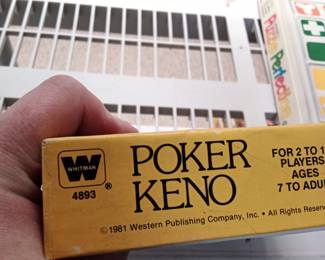 W
WHITMAN
4893
®
POKER
KENO
FOR 2 TO 1
PLAYERS
AGES
7 TO ADU
©1981 Western Publishing Company, Inc. • All Rights Reserv